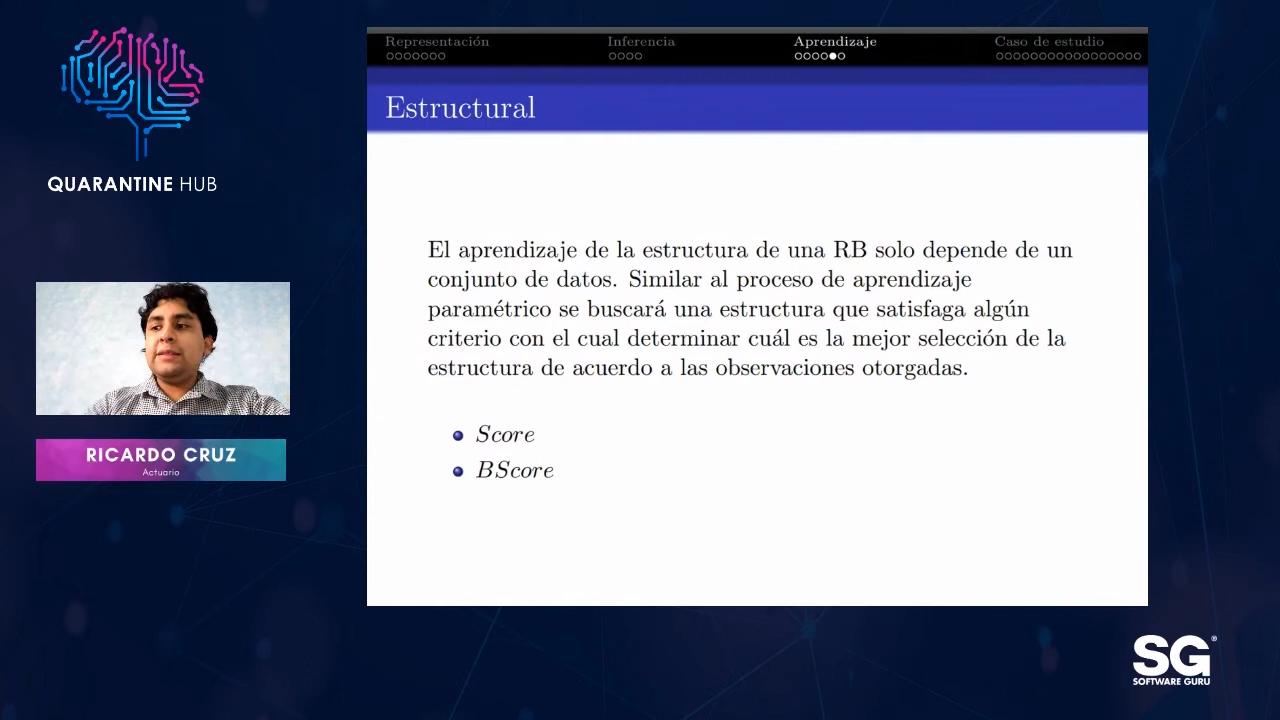 QUARANTINE HUB
RICARDO CRUZ
Actuario
Representación
Inferencia
Aprendizaje
Caso de estudio
Estructural
El aprendizaje de la estructura de una RB solo depende de un
conjunto de datos. Similar al proceso de aprendizaje
paramétrico se buscará una estructura que satisfaga algún
criterio con el cual determinar cuál es la mejor selección de la
estructura de acuerdo a las observaciones otorgadas.
Score
BScore
SG®
SOFTWARE GURU